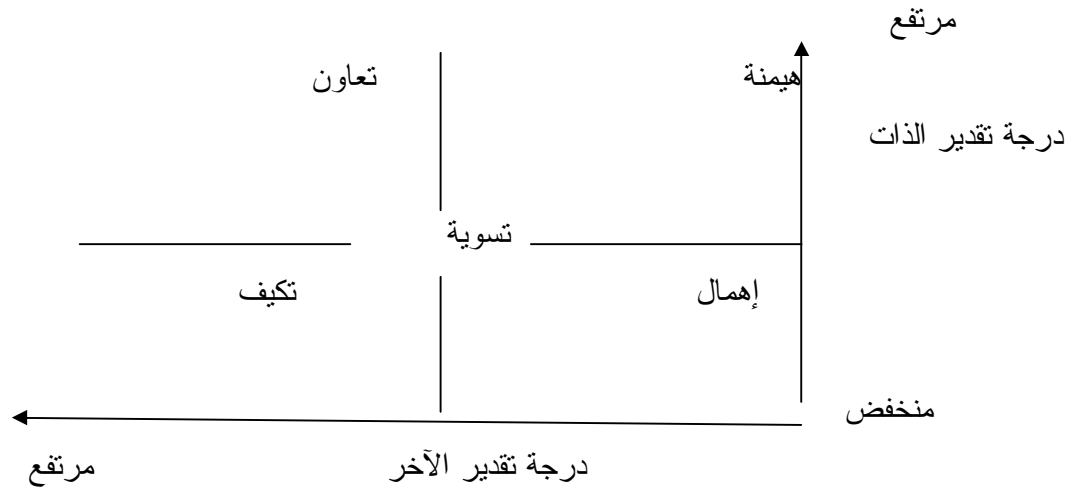 مرتفع
هيمنة
تعاون
درجة تقدير الذات
تسوية
إهمال
تكيف
منخفض
درجة تقدير الآخر
مرتفع